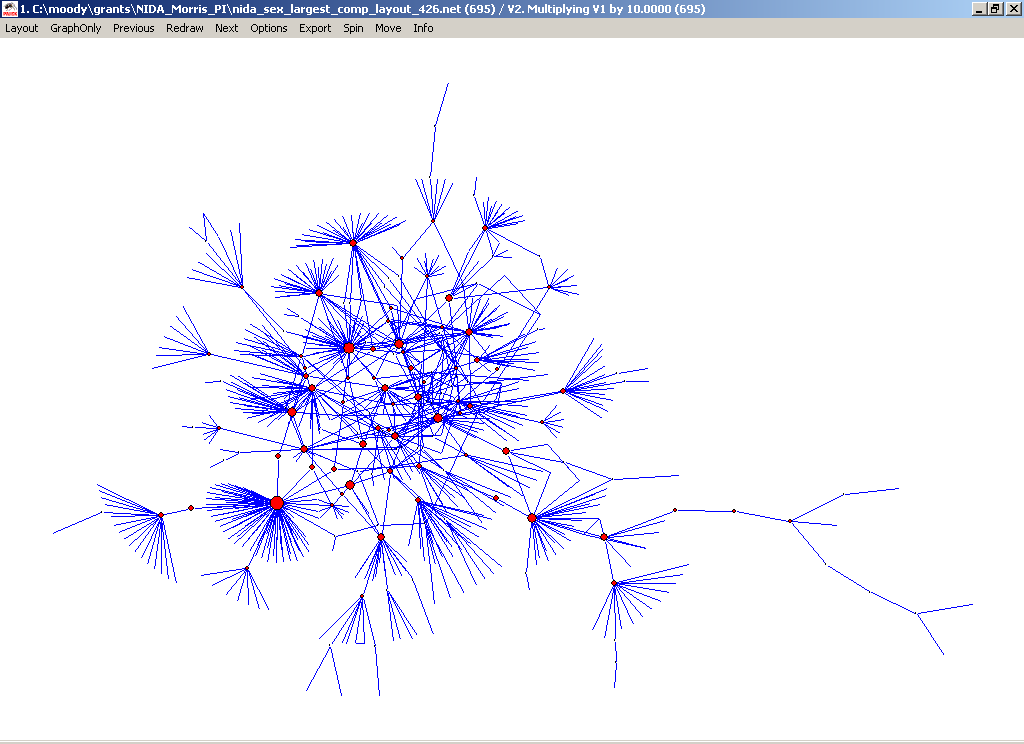 1. C:\moody\grants\NIDA_Morris_PI\nida_sex_largest_comp_layout_426.net (695) / V2. Multiplying V1 by 10.0000 (695)
Layout GraphOnly Previous Redraw Next Options Export Spin Move Info